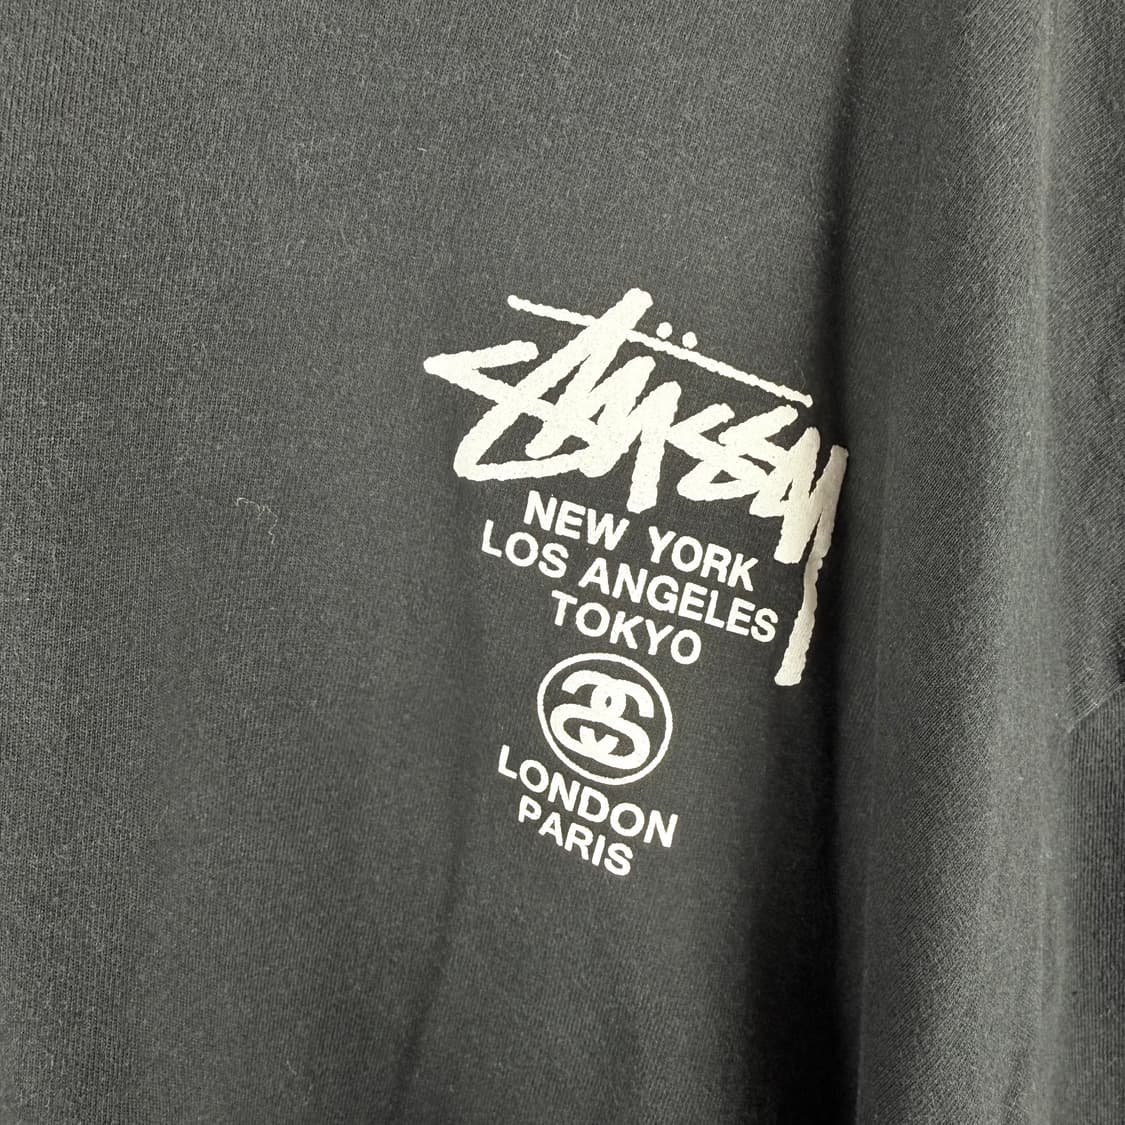 Stüssy
NEW YORK
LOS ANGELES
TOKYO
SS
LONDON
PARIS